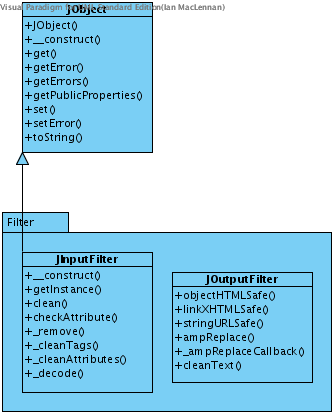 Visual Paradigm for UML Standard Edition(Ian MacLennan)
JObject
+JObject()
+__construct()
+get()
+getError()
+getErrors()
+getPublicProperties()
+set()
+setError()
+toString()
Filter
JInputFilter
+__construct()
+getInstance()
+clean()
+checkAttribute()
+_remove()
+_cleanTags()
+_cleanAttributes()
+_decode()
JOutputFilter
+objectHTMLSafe()
+linkXHTMLSafe()
+stringURLSafe()
+ampReplace()
+_ampReplaceCallback()
+cleanText()